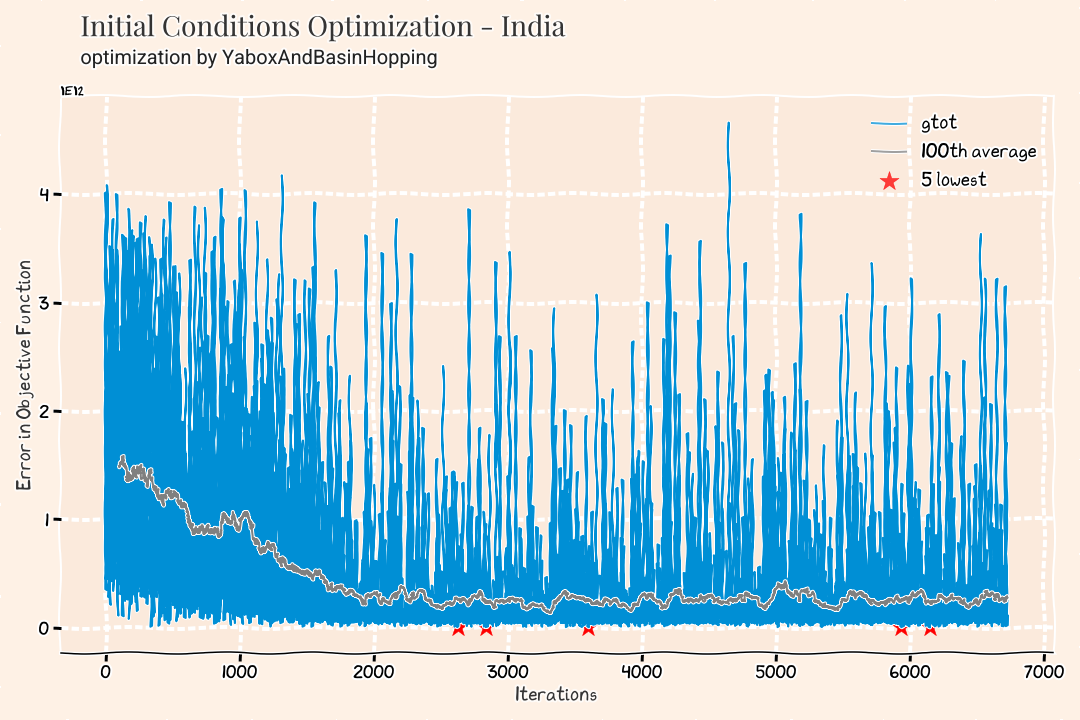 Initial Conditions Optimization - India
optimization by YaboxAndBasinHopping
1E12
gtot
100th average
5 lowest
4
3
2
1
0
Error in Objective Function
0 1000 2000 3000 4000 5000 6000 7000
Iterations